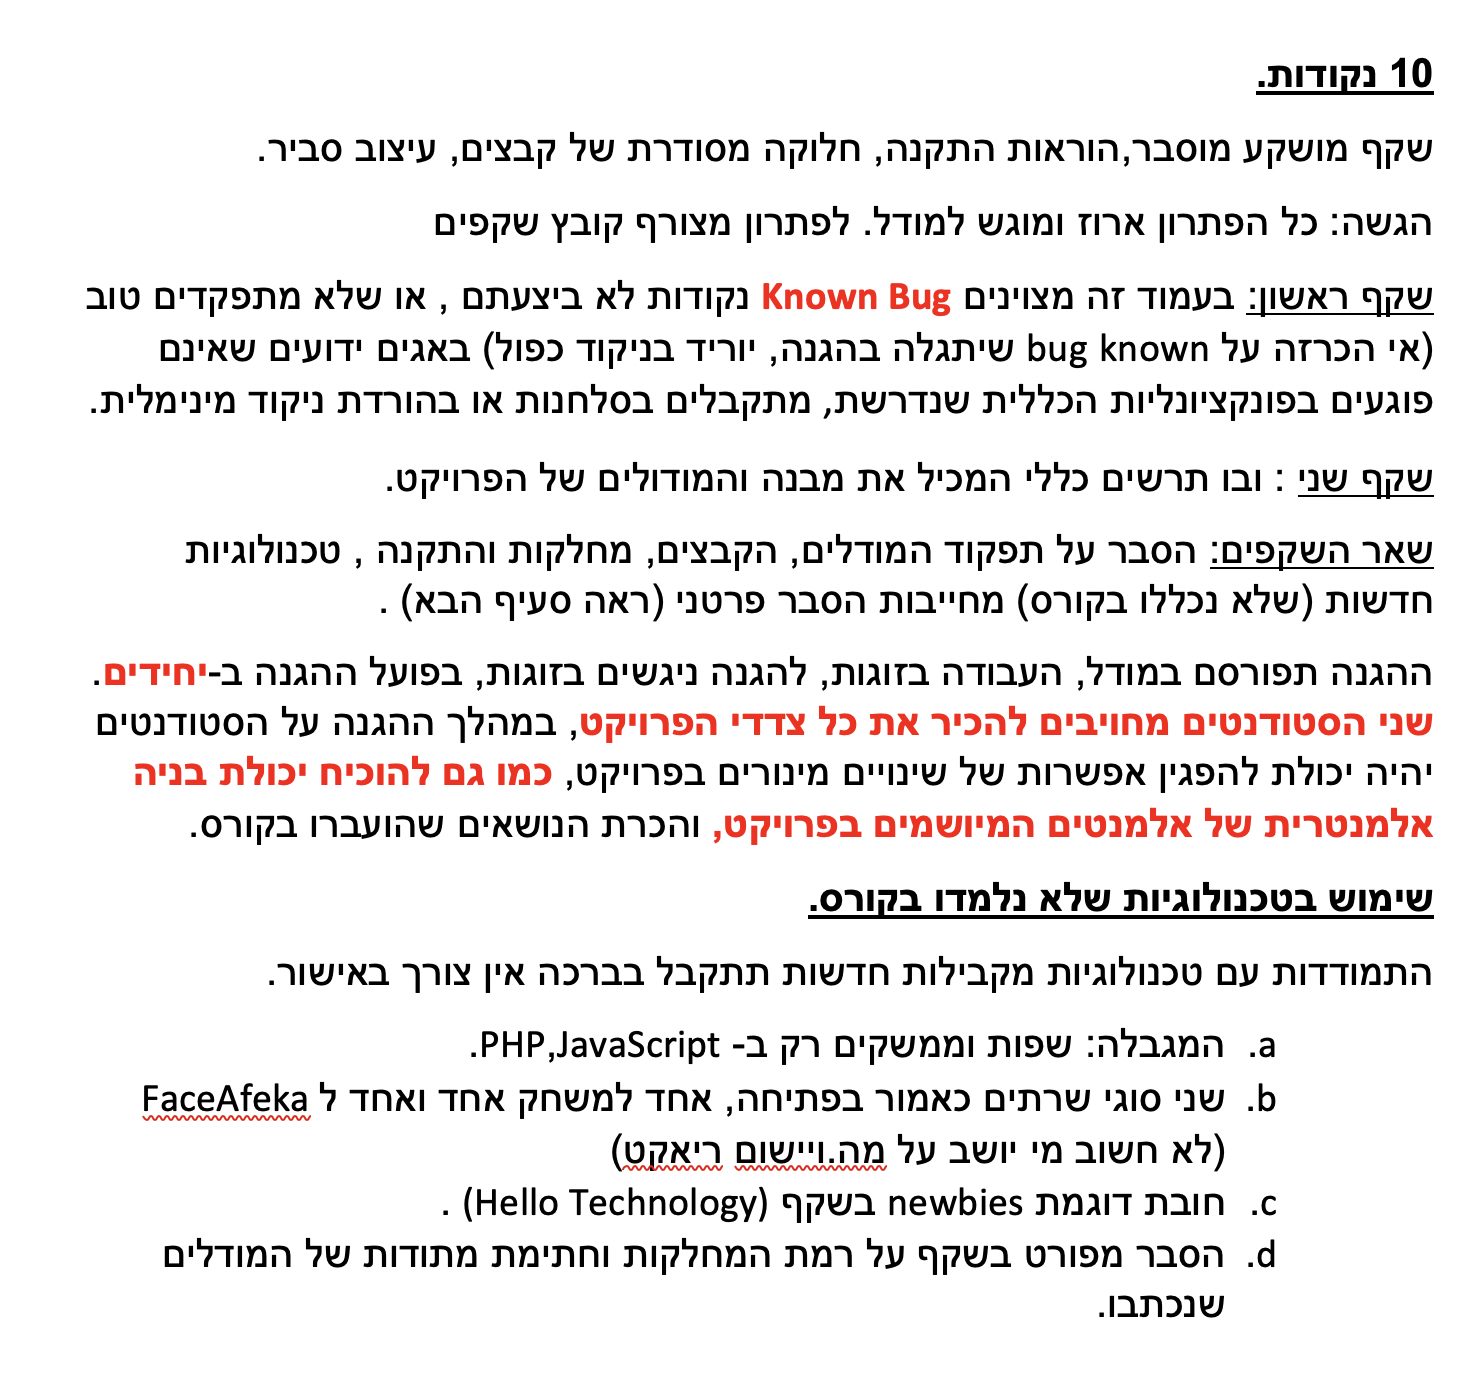 10 נקודות.
שקף מושקע מוסבר,הוראות התקנה, חלוקה מסודרת של קבצים, עיצוב סביר.
הגשה: כל הפתרון ארוז ומוגש למודל. לפתרון מצורף קובץ שקפים
שקף ראשון: בעמוד זה מצוינים Known Bug נקודות לא ביצעתם , או שלא מתפקדים טוב
(אי הכרזה על bug known שיתגלה בהגנה, יוריד בניקוד כפול) באגים ידועים שאינם
פוגעים בפונקציונליות הכללית שנדרשת, מתקבלים בסלחנות או בהורדת ניקוד מינימלית.
שקף שני : ובו תרשים כללי המכיל את מבנה והמודולים של הפרויקט.
שאר השקפים: הסבר על תפקוד המודלים, הקבצים, מחלקות והתקנה , טכנולוגיות
חדשות (שלא נכללו בקורס) מחייבות הסבר פרטני (ראה סעיף הבא) .
ההגנה תפורסם במודל, העבודה בזוגות, להגנה ניגשים בזוגות, בפועל ההגנה ב-יחידים.
שני הסטודנטים מחויבים להכיר את כל צדדי הפרויקט, במהלך ההגנה על הסטודנטים
יהיה יכולת להפגין אפשרות של שינויים מינורים בפרויקט, כמו גם להוכיח יכולת בניה
אלמנטרית של אלמנטים המיושמים בפרויקט, והכרת הנושאים שהועברו בקורס.
שימוש בטכנולוגיות שלא נלמדו בקורס.
התמודדות עם טכנולוגיות מקבילות חדשות תתקבל בברכה אין צורך באישור.
a. המגבלה: שפות וממשקים רק ב- PHP,JavaScript.
b. שני סוגי שרתים כאמור בפתיחה, אחד למשחק אחד ואחד ל FaceAfeka
(לא חשוב מי יושב על מה.ויישום ריאקט)
c. חובת דוגמת newbies בשקף (Hello Technology) .
d. הסבר מפורט בשקף על רמת המחלקות וחתימת מתודות של המודלים
שנכתבו.